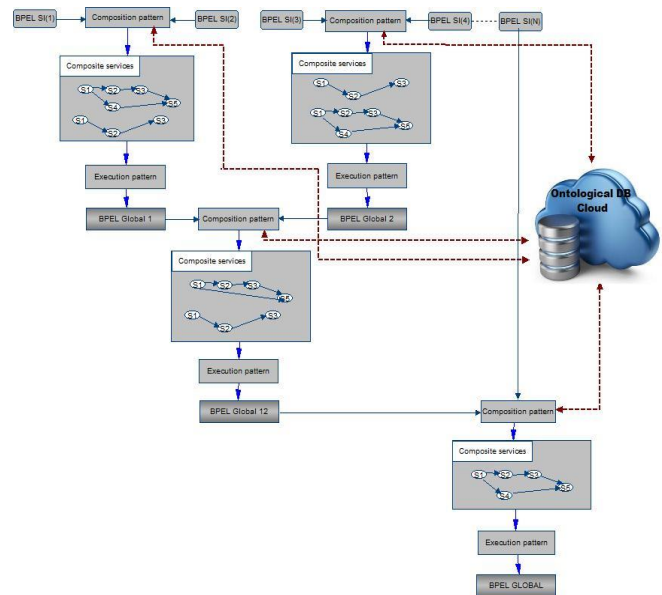 BPEL SI(1)
Composition pattern
BPEL SI(2)
BPEL SI(3)
Composition pattern
BPEL SI(4)
BPEL SI(N)
Composite services
S1
S2
S3
S4
S5
S1
S2
S3
Composite services
S1
S2
S3
S1
S2
S3
S4
S5
Execution pattern
Execution pattern
BPEL Global 1
Composition pattern
BPEL Global 2
Ontological DB
Cloud
Composite services
S1
S2
S3
S5
S1
S2
S3
Execution pattern
BPEL Global 12
Composition pattern
Composite services
S1
S2
S3
S4
S5
Execution pattern
BPEL GLOBAL